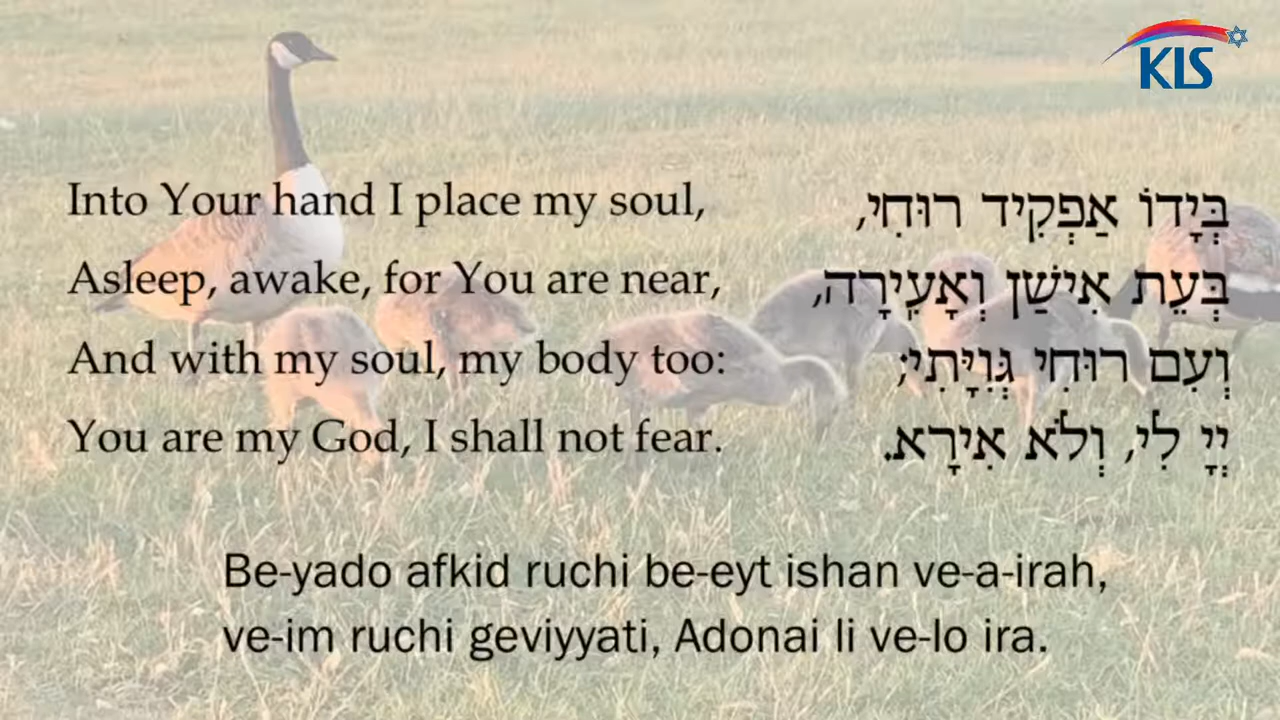 KLS
Into Your hand I place my soul,
Asleep, awake, for You are near,
And with my soul, my body too:
You are my God, I shall not fear.
בְּיָדוֹ אַפְקִיד רוּחִי,
בְּעֵת אִישַׁן וְאָעִירָה,
וְעִם רוּחִי גְּוִיָּתִי;
יְיָ לִי, וְלֹא אִירָא.
Be-yado afkid ruchi be-eyt ishan ve-a-irah,
ve-im ruchi geviyyati, Adonai li ve-lo ira.